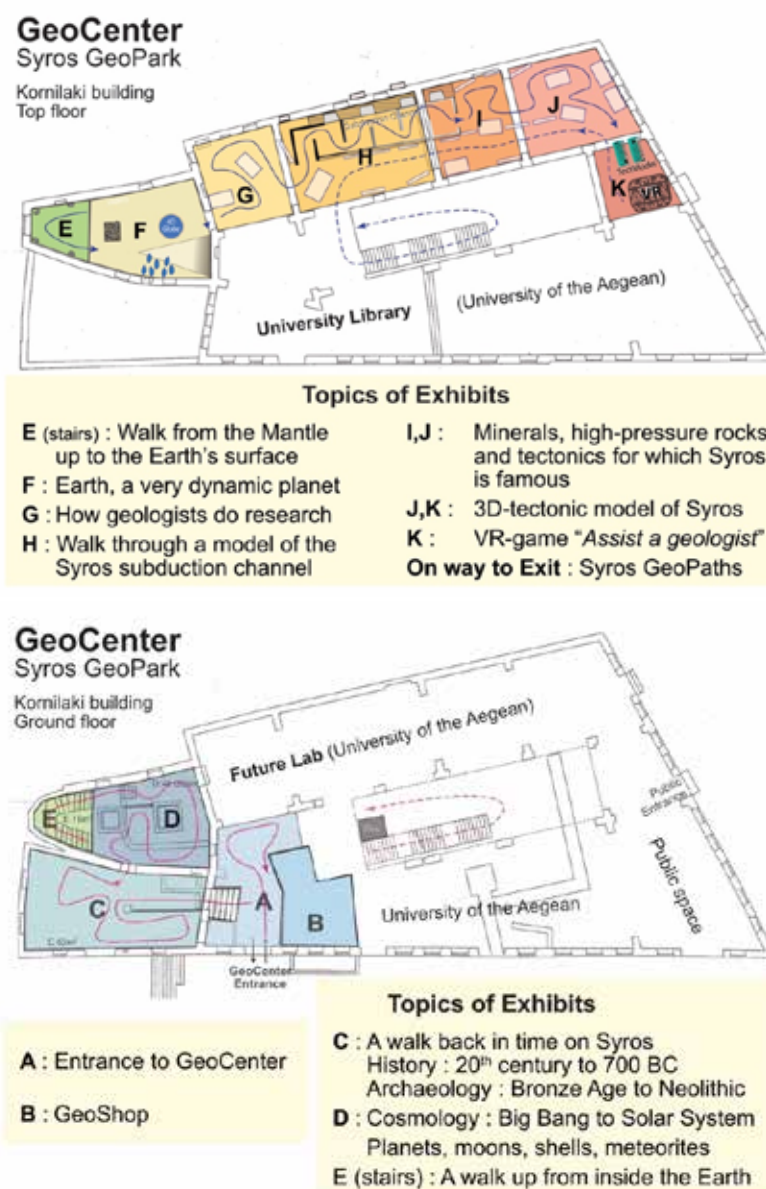 GeoCenter
Syros GeoPark
Kornilaki building
Top floor
J
I
H
G
K
VR
E
F
University Library
(University of the Aegean)
Topics of Exhibits
E (stairs) : Walk from the Mantle
up to the Earth's surface
F : Earth, a very dynamic planet
G : How geologists do research
H : Walk through a model of the
Syros subduction channel
I,J : Minerals, high-pressure rocks
and tectonics for which Syros
is famous
J,K : 3D-tectonic model of Syros
K : VR-game "Assist a geologist"
On way to Exit : Syros GeoPaths
GeoCenter
Syros GeoPark
Kornilaki building
Ground floor
Future Lab (University of the Aegean)
Public
Entrance
E
D
C
A
B
University of the Aegean
Public space
GeoCenter
Entrance
A : Entrance to GeoCenter
B : GeoShop
Topics of Exhibits
C : A walk back in time on Syros
History : 20th century to 700 BC
Archaeology : Bronze Age to Neolithic
D : Cosmology : Big Bang to Solar System
Planets, moons, shells, meteorites
E (stairs) : A walk up from inside the Earth